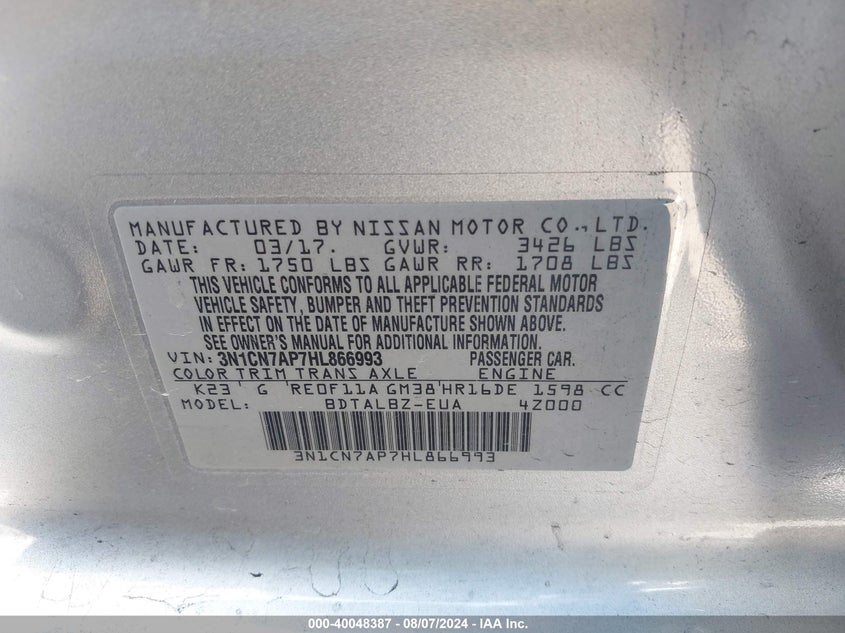 MANUFACTURED BY NISSAN MOTOR CO., LTD.
DATE: 03/17. GVWR: 3426 LBS
GAWR FR: 1750 LBS GAWR RR: 1708 LBS
THIS VEHICLE CONFORMS TO ALL APPLICABLE FEDERAL MOTOR
VEHICLE SAFETY, BUMPER AND THEFT PREVENTION STANDARDS
IN EFFECT ON THE DATE OF MANUFACTURE SHOWN ABOVE.
SEE OWNER'S MANUAL FOR ADDITIONAL INFORMATION.
VIN: 3N1CN7AP7HL866993 PASSENGER CAR.
COLOR TRIM TRANS AXLE ENGINE
K23' G 'RE0F11A GM38'HR16DE 1598 CC
MODEL: BDTALBZ-EUA 4Z000
3N1CN7AP7HL866993
000-40048387 - 08/07/2024 - IAA Inc.